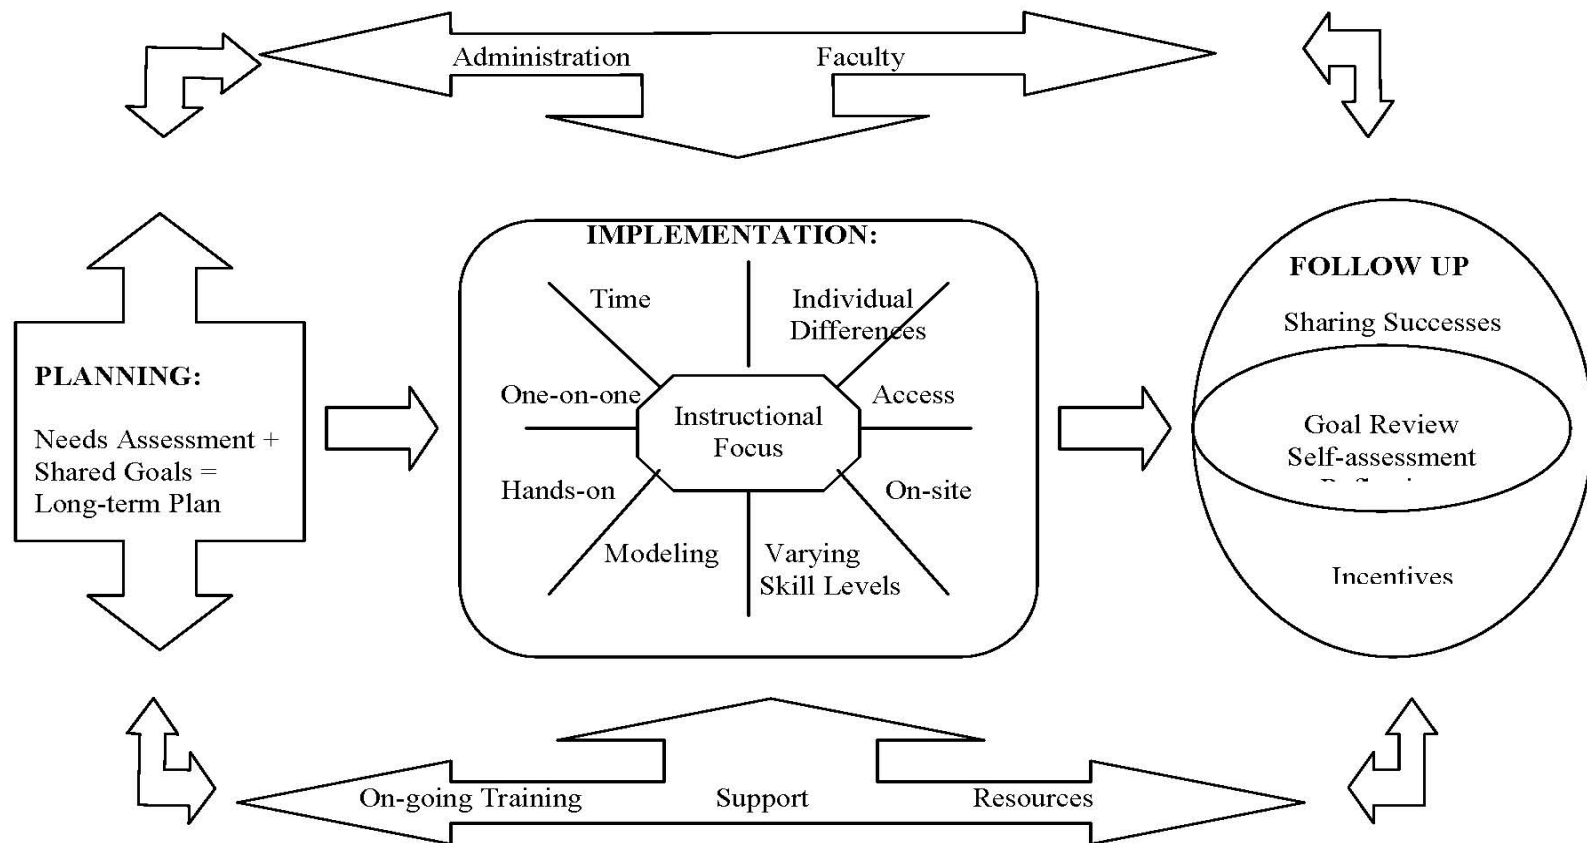 Administration
Faculty
PLANNING:
Needs Assessment +
Shared Goals =
Long-term Plan
IMPLEMENTATION:
Time
Individual
Differences
One-on-one
Access
Instructional
Focus
Hands-on
On-site
Modeling
Varying
Skill Levels
FOLLOW UP
Sharing Successes
Goal Review
Self-assessment
Incentives
On-going Training
Support
Resources